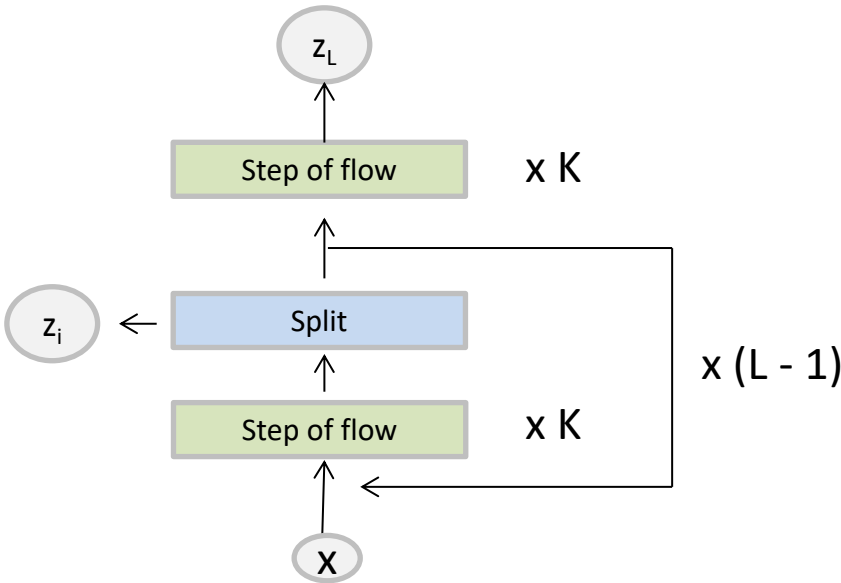 z_L
Step of flow x K
z_i Split
x (L - 1)
Step of flow x K
x